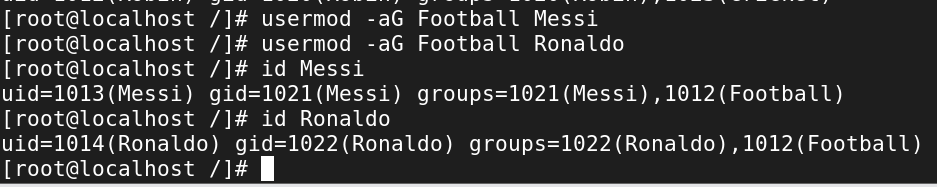 [root@localhost /]# usermod -aG Football Messi
[root@localhost /]# usermod -aG Football Ronaldo
[root@localhost /]# id Messi
uid=1013(Messi) gid=1021(Messi) groups=1021(Messi),1012(Football)
[root@localhost /]# id Ronaldo
uid=1014(Ronaldo) gid=1022(Ronaldo) groups=1022(Ronaldo),1012(Football)
[root@localhost /]#